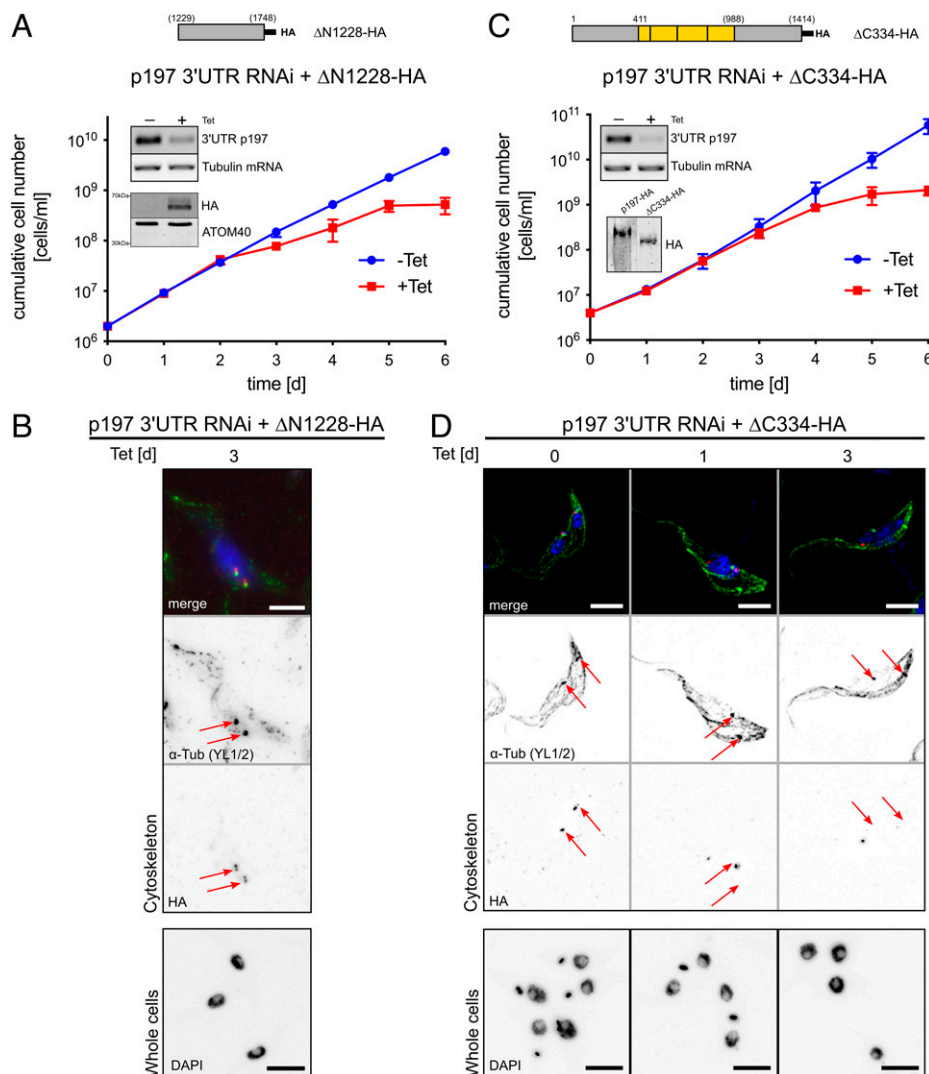 A
(1229) (1748)
HA ΔN1228-HA
p197 3'UTR RNAi + ΔN1228-HA
cumulative cell number
[cells/ml]
10^10
10^9
10^8
10^7
10^6
0 1 2 3 4 5 6
time [d]
− + Tet
3'UTR p197
Tubulin mRNA
70kDa
HA
ATOM40
30kDa
-Tet
+Tet
C
1 411 (988) (1414)
HA ΔC334-HA
p197 3'UTR RNAi + ΔC334-HA
cumulative cell number
[cells/ml]
10^11
10^10
10^9
10^8
10^7
10^6
0 1 2 3 4 5 6
time [d]
− + Tet
3'UTR p197
Tubulin mRNA
p197-HA
ΔC334-HA
HA
-Tet
+Tet
B
p197 3'UTR RNAi + ΔN1228-HA
Tet [d] 3
merge
α-Tub (YL1/2)
HA
Cytoskeleton
DAPI
Whole cells
D
p197 3'UTR RNAi + ΔC334-HA
Tet [d] 0 1 3
merge
α-Tub (YL1/2)
HA
Cytoskeleton
DAPI
Whole cells